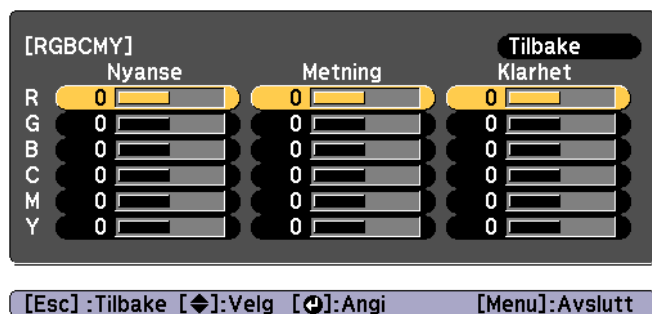 [RGBCMY] Tilbake
Nyanse Metning Klarhet
R 0 0 0
G 0 0 0
B 0 0 0
C 0 0 0
M 0 0 0
Y 0 0 0
[Esc] :Tilbake [◆]:Velg [↵]:Angi [Menu]:Avslutt